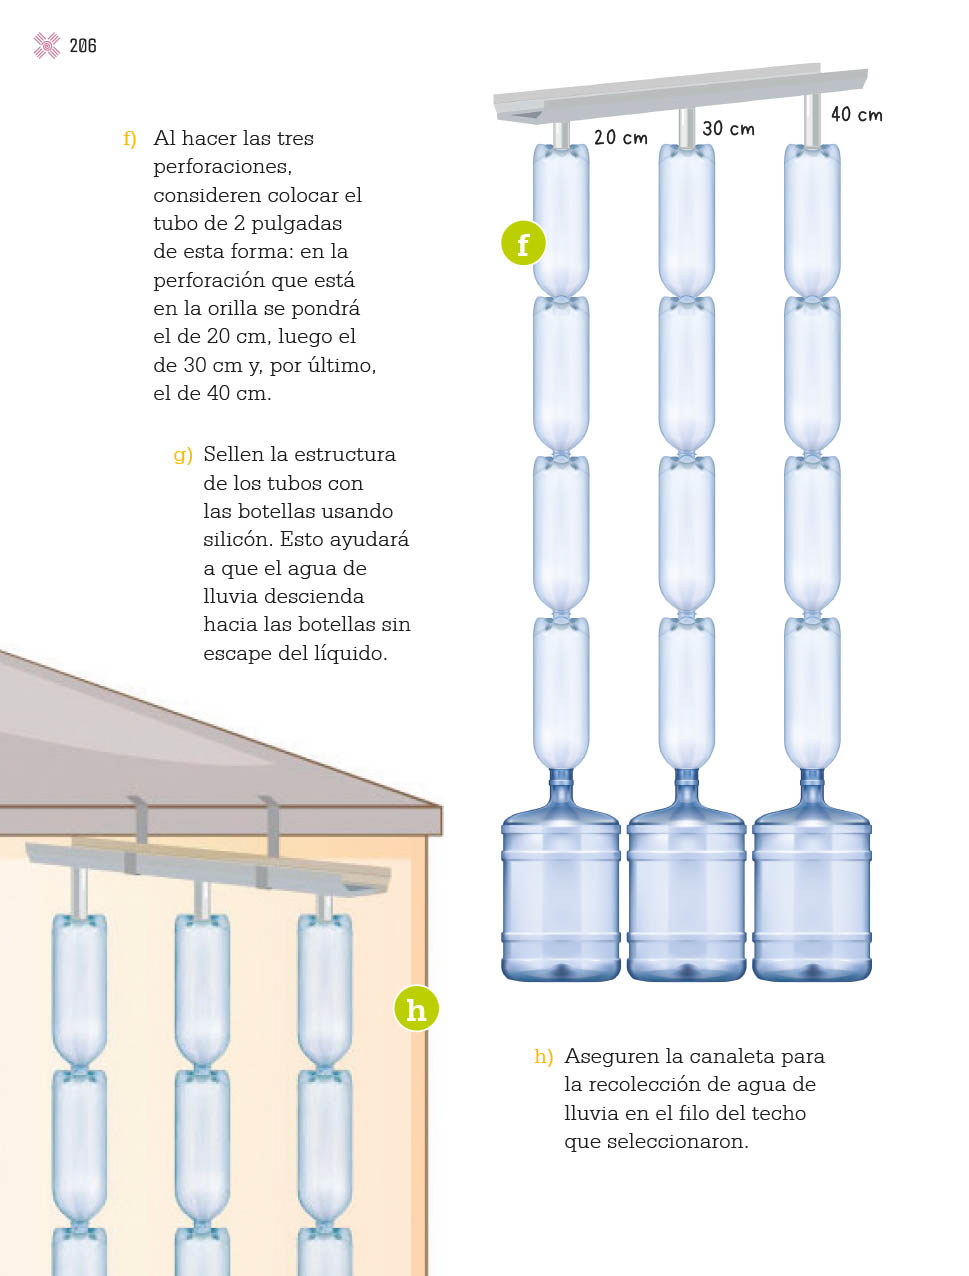 206
f) Al hacer las tres
perforaciones,
consideren colocar el
tubo de 2 pulgadas
de esta forma: en la
perforación que está
en la orilla se pondrá
el de 20 cm, luego el
de 30 cm y, por último,
el de 40 cm.
g) Sellen la estructura
de los tubos con
las botellas usando
silicón. Esto ayudará
a que el agua de
lluvia descienda
hacia las botellas sin
escape del líquido.
20 cm
30 cm
40 cm
f
h
h) Aseguren la canaleta para
la recolección de agua de
lluvia en el filo del techo
que seleccionaron.